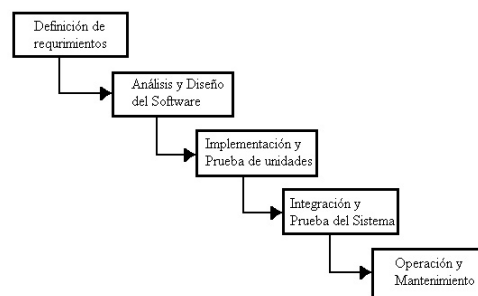 Definición de
requrimientos
Análisis y Diseño
del Software
Implementación y
Prueba de unidades
Integración y
Prueba del Sistema
Operación y
Mantenimiento